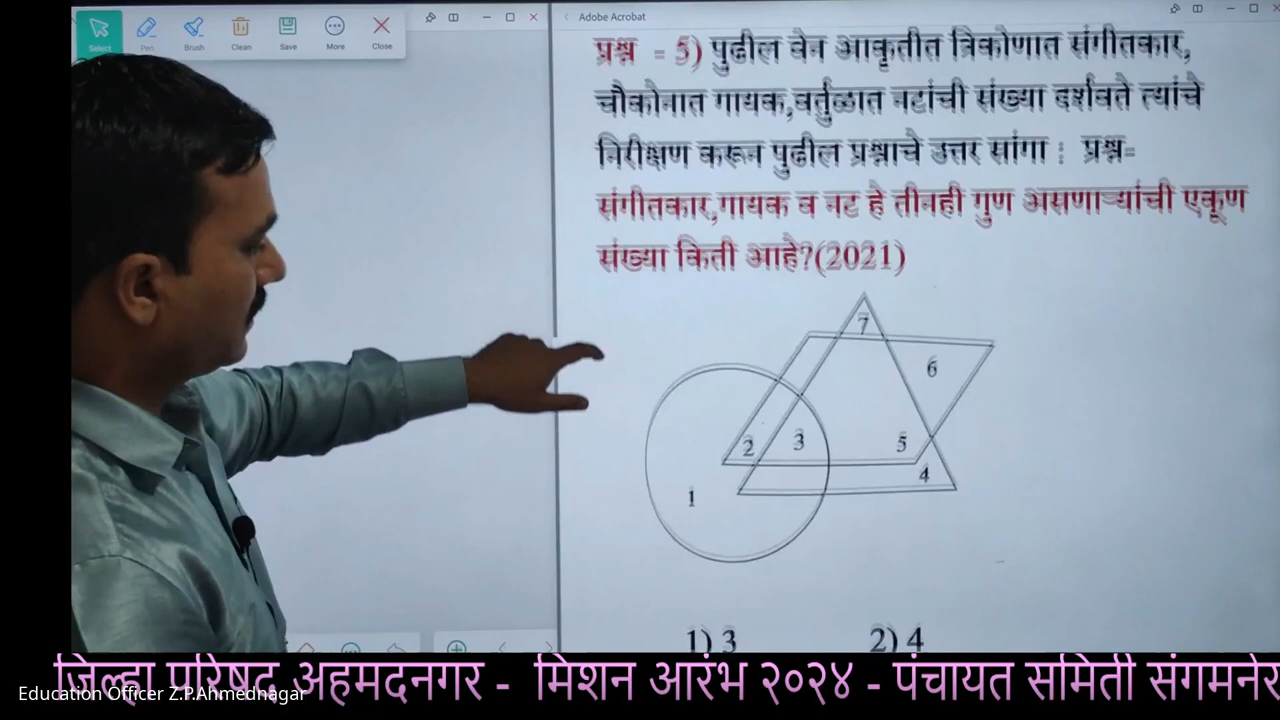 Select
Pen
Brush
Clean
Save
More
Close
Adobe Acrobat
प्रश्न = 5) पुढील वेन आकृतीत त्रिकोणात संगीतकार,
चौकोनात गायक,वर्तुळात नटांची संख्या दर्शवते त्यांचे
निरीक्षण करून पुढील प्रश्नाचे उत्तर सांगा : प्रश्न=
संगीतकार,गायक व नट हे तीनही गुण असणाऱ्यांची एकूण
संख्या किती आहे?(2021)
7
6
2
3
5
4
1
1) 3
2) 4
जिल्हा परिषद अहमदनगर - मिशन आरंभ २०२४ - पंचायत समिती संगमनेर
Education Officer Z.P.Ahmednagar